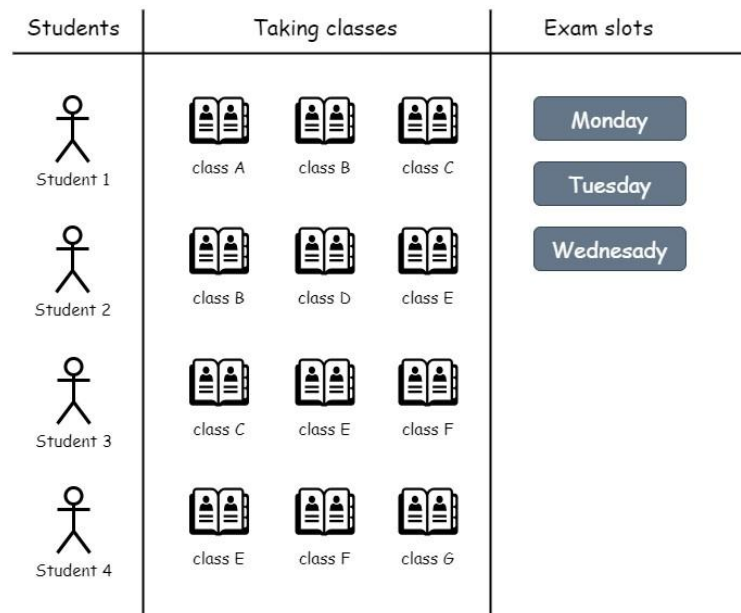 Students Taking classes Exam slots
class A class B class C
Student 1
Monday
Tuesday
Wednesady
class B class D class E
Student 2
class C class E class F
Student 3
class E class F class G
Student 4